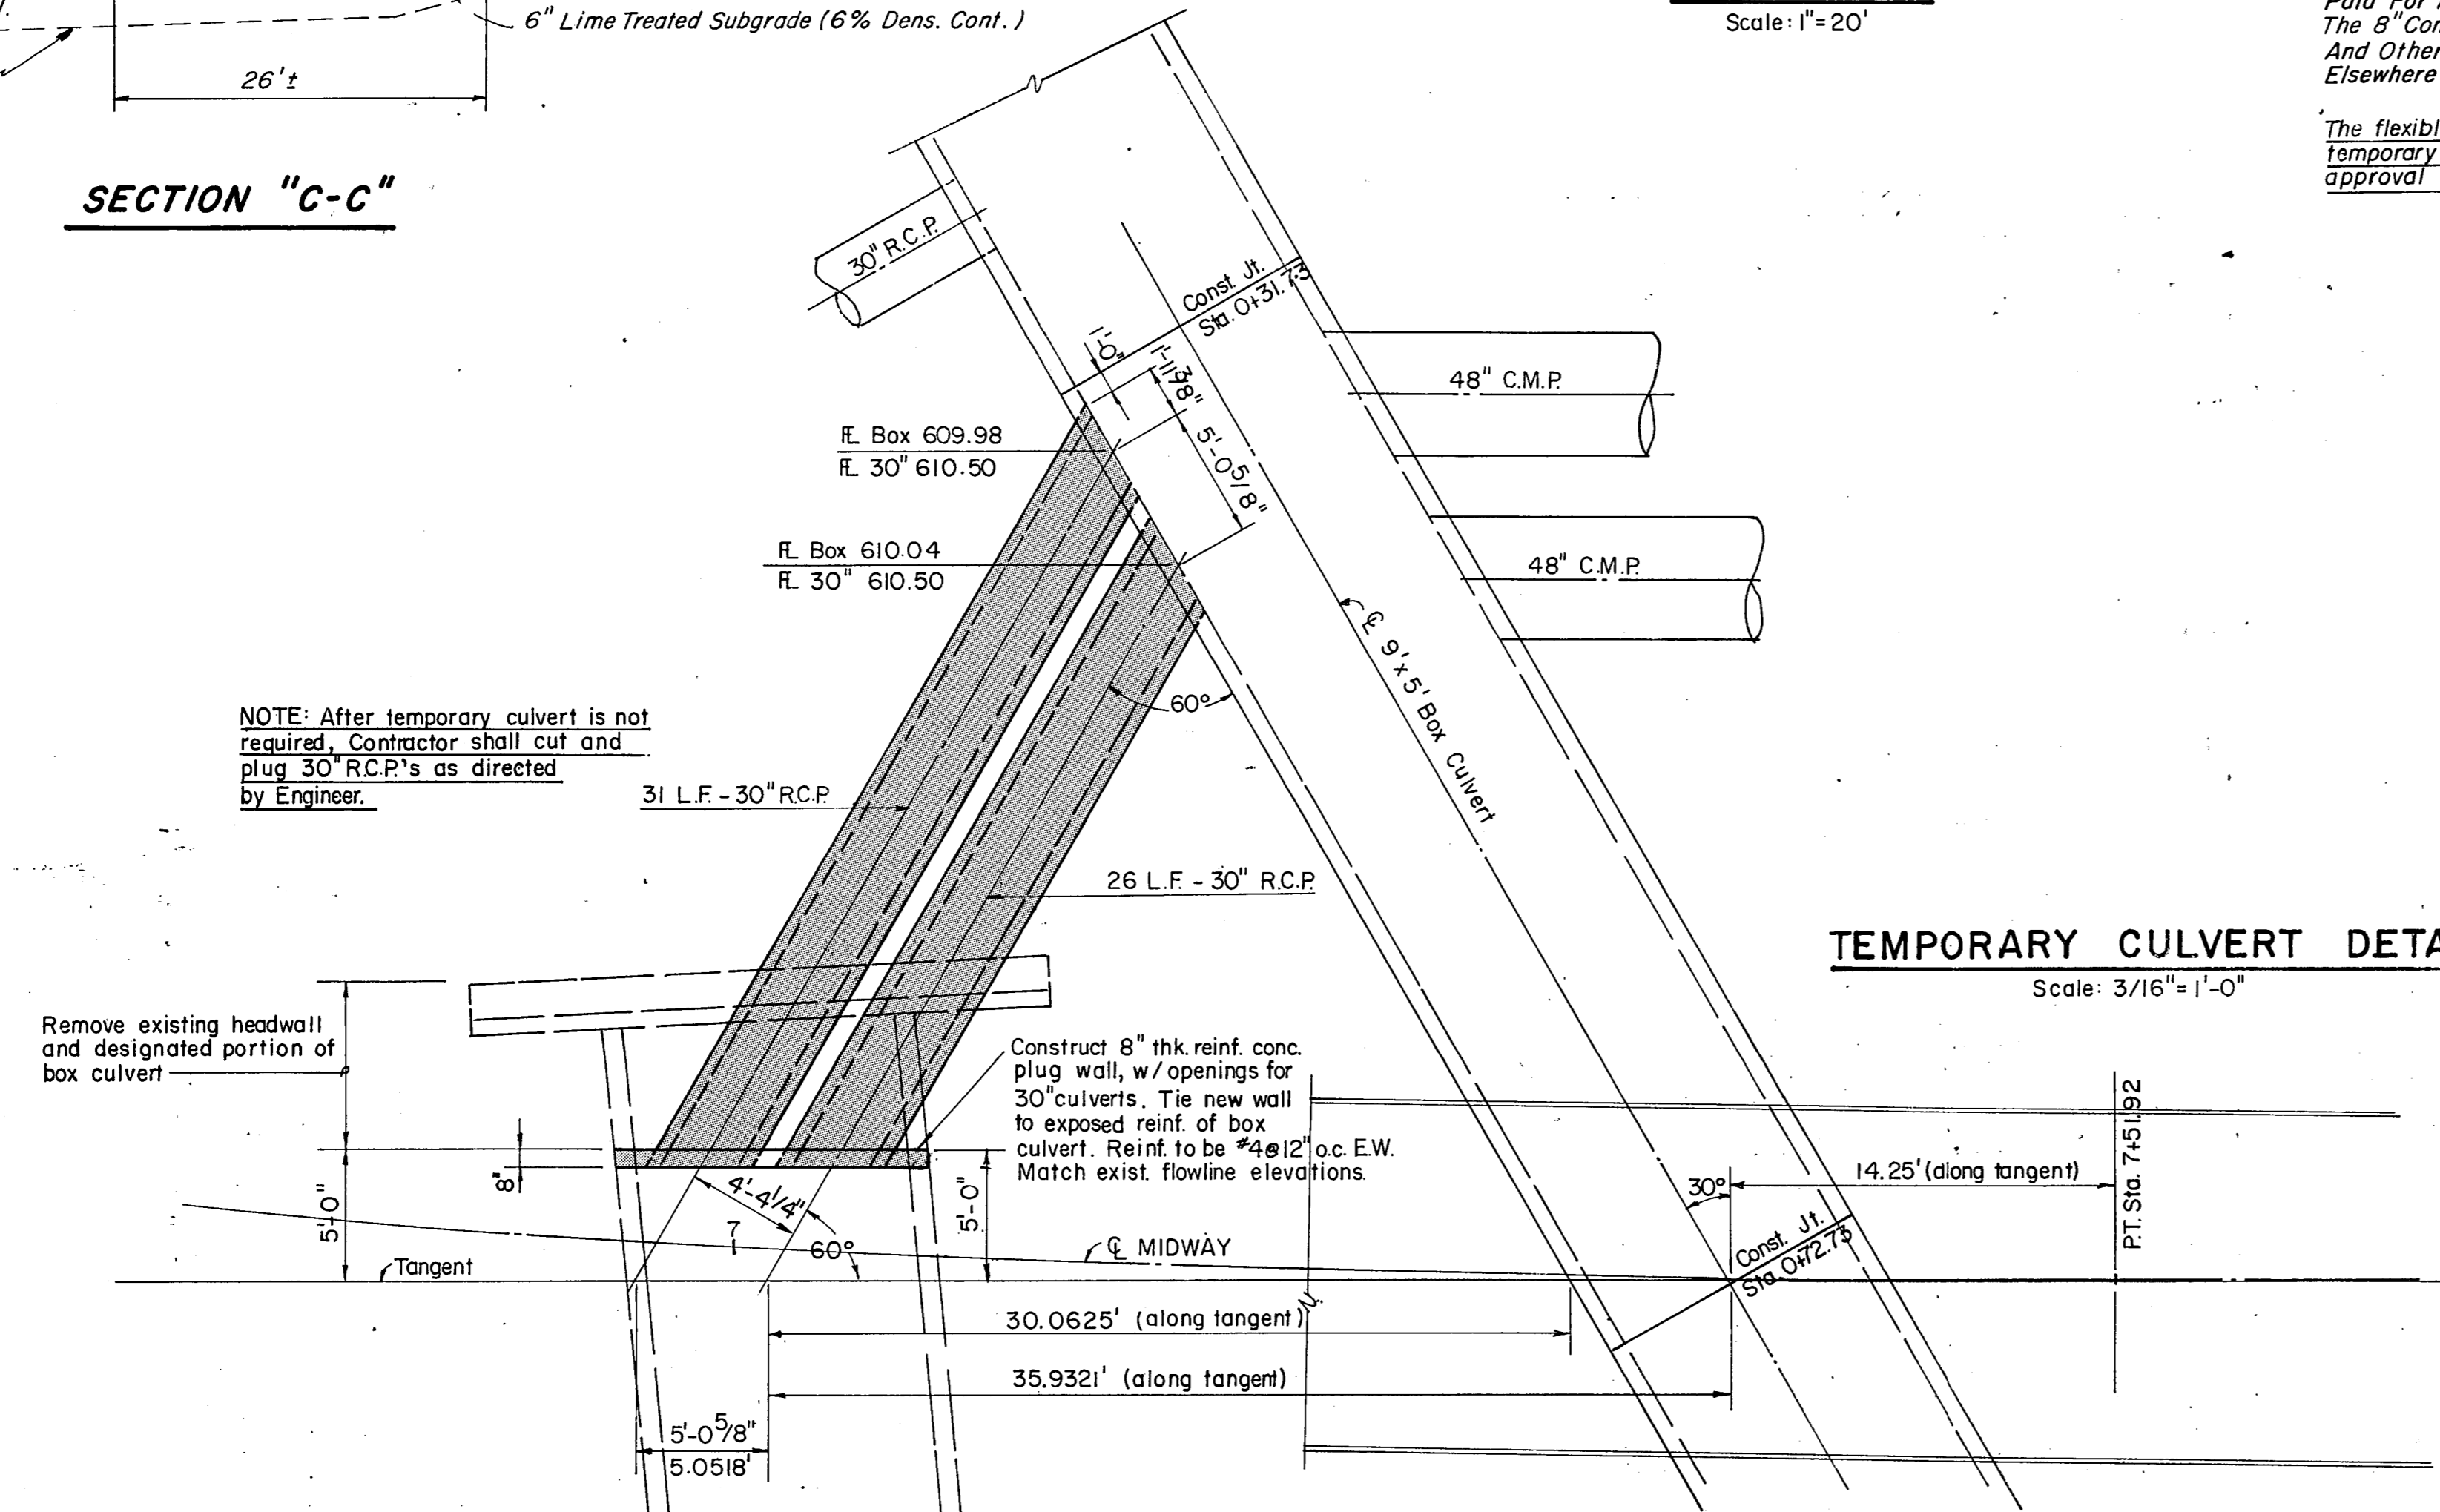 6" Lime Treated Subgrade (6% Dens. Cont.)
26'±
SECTION "C-C"
Scale: 1"=20'
The 8" Con
And Other
Elsewhere
The flexibl
temporary
approval
30" R.C.P.
Const. Jt.
Sta. 0+31.73
1'-0"
1'-11 3/8"
5'-0 5/8"
48" C.M.P.
48" C.M.P.
FL Box 609.98
FL 30" 610.50
FL Box 610.04
FL 30" 610.50
℄ 9'x5' Box Culvert
60°
NOTE: After temporary culvert is not
required, Contractor shall cut and
plug 30" R.C.P.'s as directed
by Engineer.
31 L.F. - 30" R.C.P.
26 L.F. - 30" R.C.P.
TEMPORARY CULVERT DETA
Scale: 3/16"=1'-0"
Remove existing headwall
and designated portion of
box culvert
Construct 8" thk. reinf. conc.
plug wall, w/openings for
30" culverts. Tie new wall
to exposed reinf. of box
culvert. Reinf. to be #4@12" o.c. E.W.
Match exist. flowline elevations.
8"
5'-0"
4'-4 1/4"
5'-0"
7
60°
℄ MIDWAY
Tangent
30°
14.25' (along tangent)
P.T. Sta. 7+51.92
Const. Jt.
Sta. 0+72.73
30.0625' (along tangent)
35.9321' (along tangent)
5'-0 5/8"
5.0518'